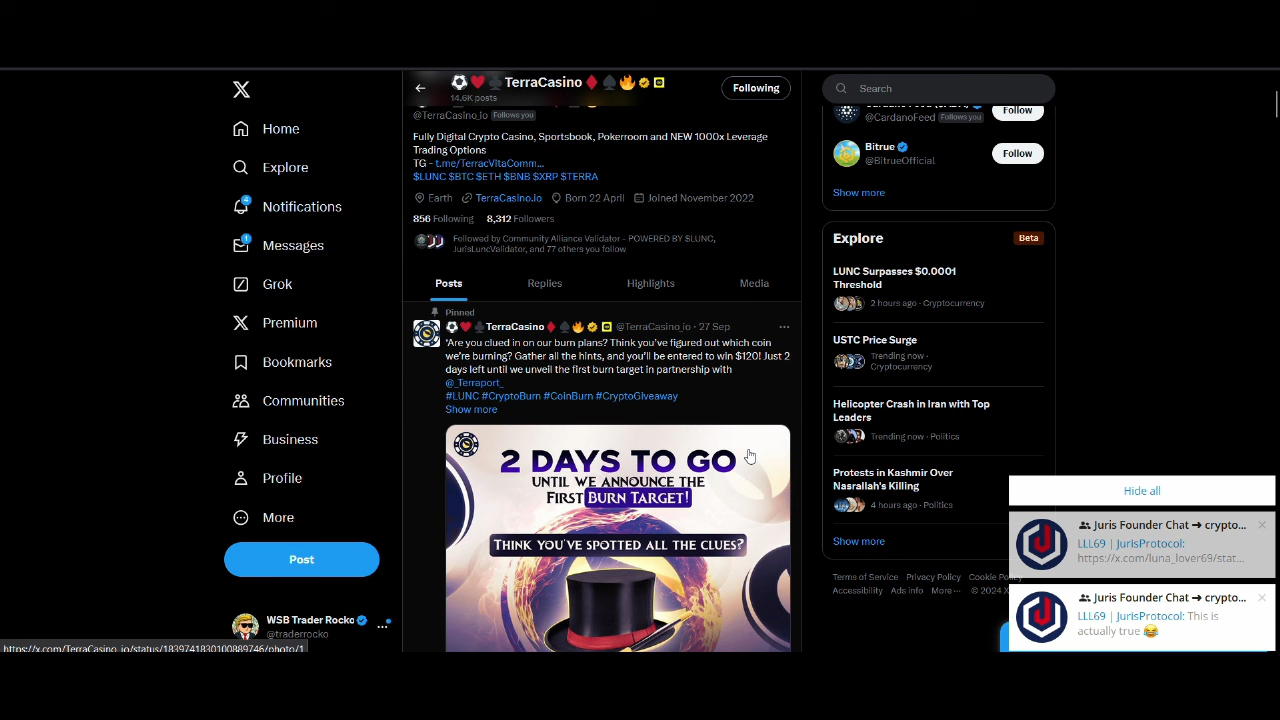 Home
Explore
4
Notifications
1
Messages
Grok
Premium
Bookmarks
Communities
Business
Profile
More
Post
WSB Trader Rocko
@traderrocko
https://x.com/TerraCasino_io/status/1839741830100889746/photo/1
TerraCasino
14.6K posts
Following
@TerraCasino_io Follows you
Fully Digital Crypto Casino, Sportsbook, Pokerroom and NEW 1000x Leverage
Trading Options
TG - t.me/TerracVitaComm...
$LUNC $BTC $ETH $BNB $XRP $TERRA
Earth TerraCasino.io Born 22 April Joined November 2022
856 Following 8,312 Followers
Followed by Community Alliance Validator - POWERED BY $LUNC,
JurisLuncValidator, and 77 others you follow
Posts Replies Highlights Media
Pinned
TerraCasino @TerraCasino_io · 27 Sep
"Are you clued in on our burn plans? Think you've figured out which coin
we're burning? Gather all the hints, and you'll be entered to win $120! Just 2
days left until we unveil the first burn target in partnership with
@_Terraport_
#LUNC #CryptoBurn #CoinBurn #CryptoGiveaway
Show more
2 DAYS TO GO
UNTIL WE ANNOUNCE THE
FIRST BURN TARGET!
THINK YOU'VE SPOTTED ALL THE CLUES?
Search
Follow
@CardanoFeed Follows you
Bitrue
@BitrueOfficial
Follow
Show more
Explore
Beta
LUNC Surpasses $0.0001
Threshold
2 hours ago · Cryptocurrency
USTC Price Surge
Trending now ·
Cryptocurrency
Helicopter Crash in Iran with Top
Leaders
Trending now · Politics
Protests in Kashmir Over
Nasrallah's Killing
4 hours ago · Politics
Show more
Terms of Service Privacy Policy Cookie
Accessibility Ads info More ··· © 2024 X
Hide all
Juris Founder Chat ➜ crypto...
LLL69 | JurisProtocol:
https://x.com/luna_lover69/stat...
Juris Founder Chat ➜ crypto...
LLL69 | JurisProtocol: This is
actually true 😂